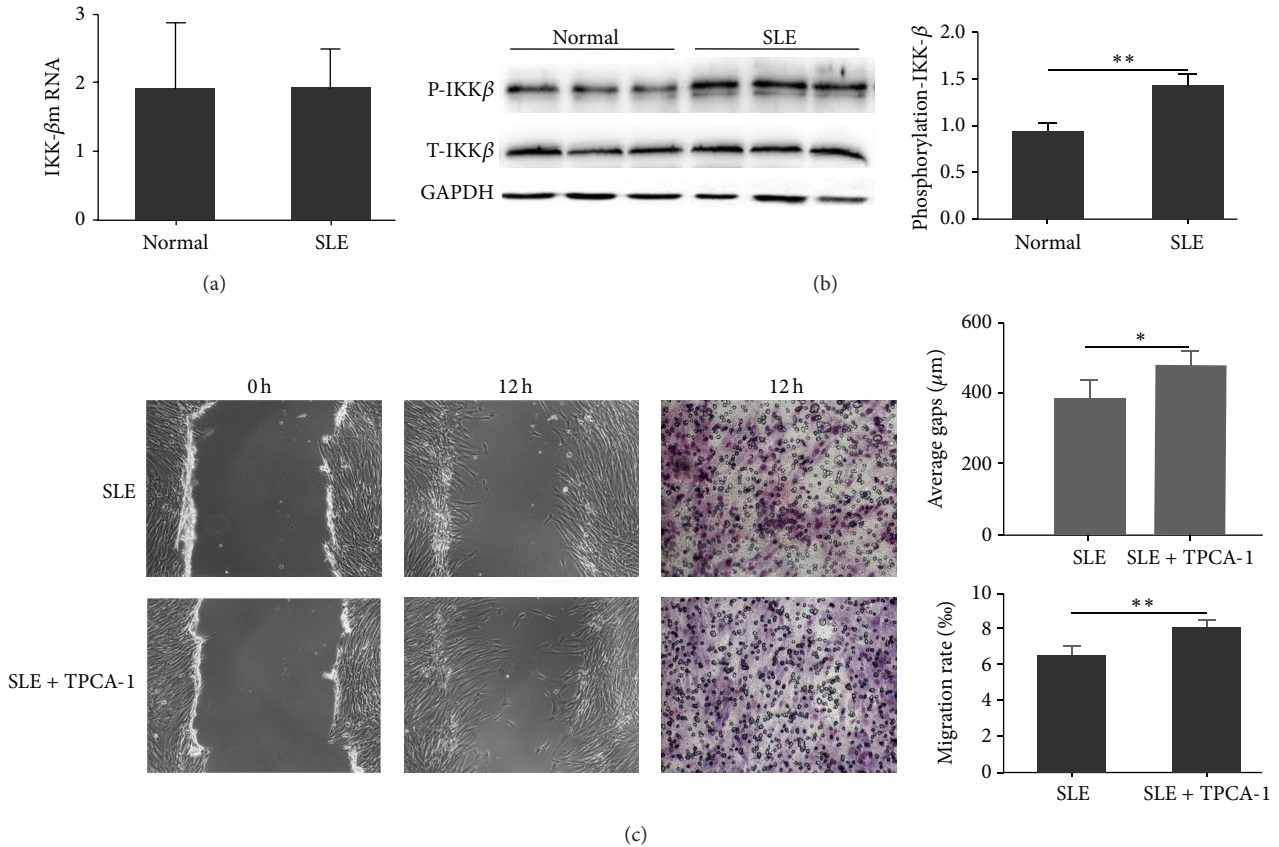 3
2
1
0
IKK-βm RNA
Normal
SLE
(a)
Normal
SLE
P-IKKβ
T-IKKβ
GAPDH
2.0
1.5
1.0
0.5
0.0
Phosphorylation-IKK-β
**
Normal
SLE
(b)
0 h
12 h
12 h
SLE
SLE + TPCA-1
600
400
200
0
Average gaps (μm)
*
SLE
SLE + TPCA-1
10
8
6
4
2
0
Migration rate (‰)
**
SLE
SLE + TPCA-1
(c)